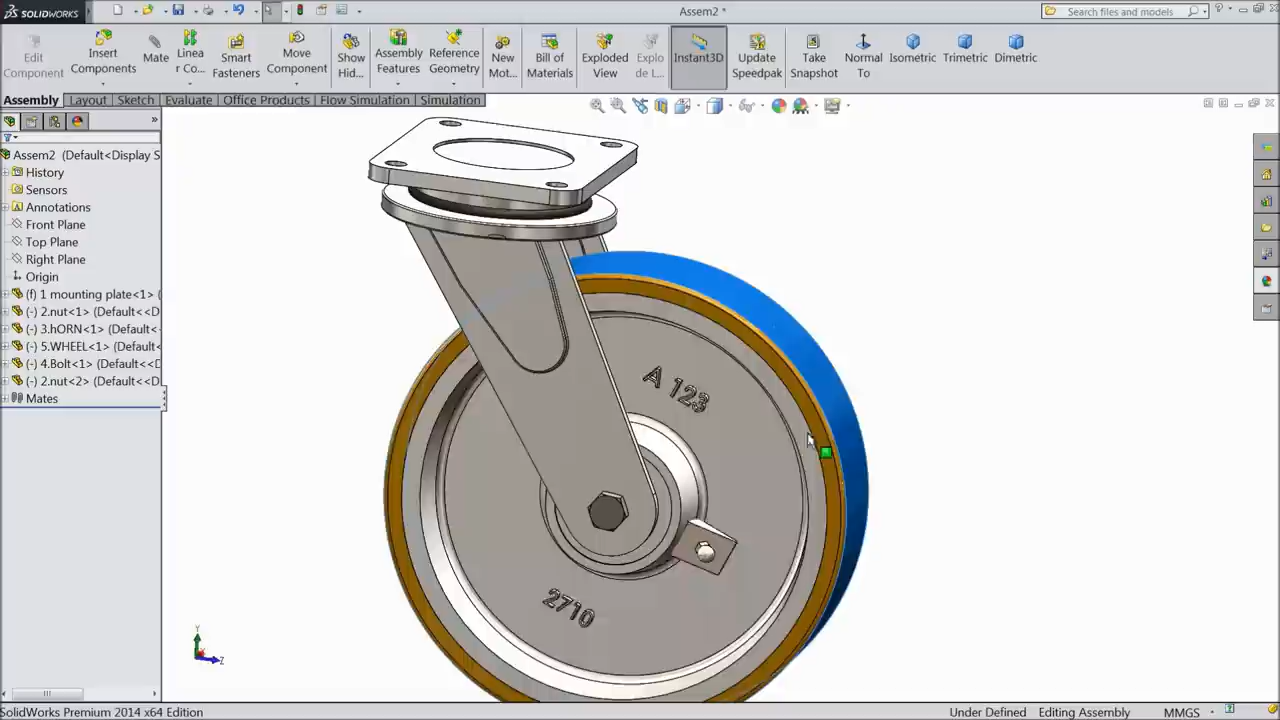 SOLIDWORKS
Assem2 *
Search files and models
Edit Component
Insert Components
Mate
Linea r Co...
Smart Fasteners
Move Component
Show Hid...
Assembly Features
Reference Geometry
New Mot...
Bill of Materials
Exploded View
Explo de L...
Instant3D
Update Speedpak
Take Snapshot
Normal To
Isometric
Trimetric
Dimetric
Assembly Layout Sketch Evaluate Office Products Flow Simulation Simulation
Assem2 (Default<Display S
History
Sensors
Annotations
Front Plane
Top Plane
Right Plane
Origin
(f) 1 mounting plate<1> (
(-) 2.nut<1> (Default<<D
(-) 3.hORN<1> (Default<<
(-) 5.WHEEL<1> (Default<
(-) 4.Bolt<1> (Default<<D
(-) 2.nut<2> (Default<<D
Mates
A 123
2710
Y
Z
SolidWorks Premium 2014 x64 Edition
Under Defined
Editing Assembly
MMGS